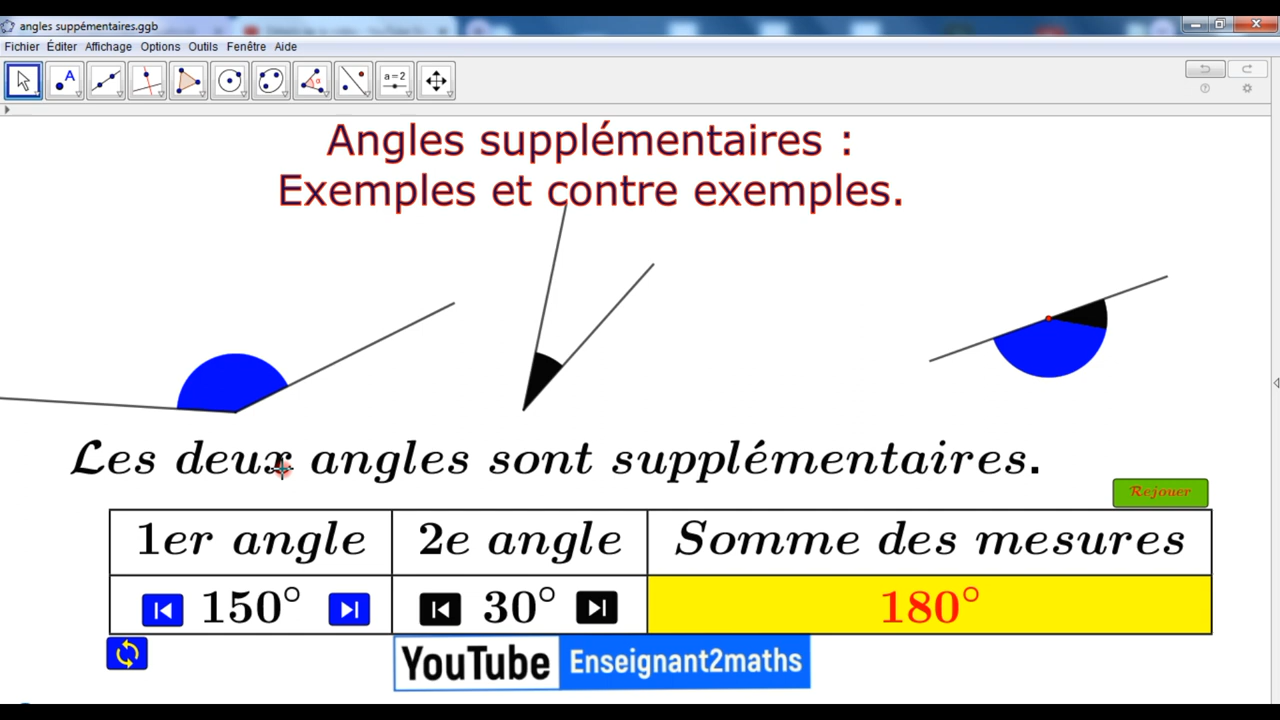 angles suppémentaires.ggb
Fichier Éditer Affichage Options Outils Fenêtre Aide
A
α
a=2
Angles supplémentaires :
Exemples et contre exemples.
Les deux angles sont supplémentaires.
Rejouer
1er angle 2e angle Somme des mesures
150° 30° 180°
YouTube Enseignant2maths